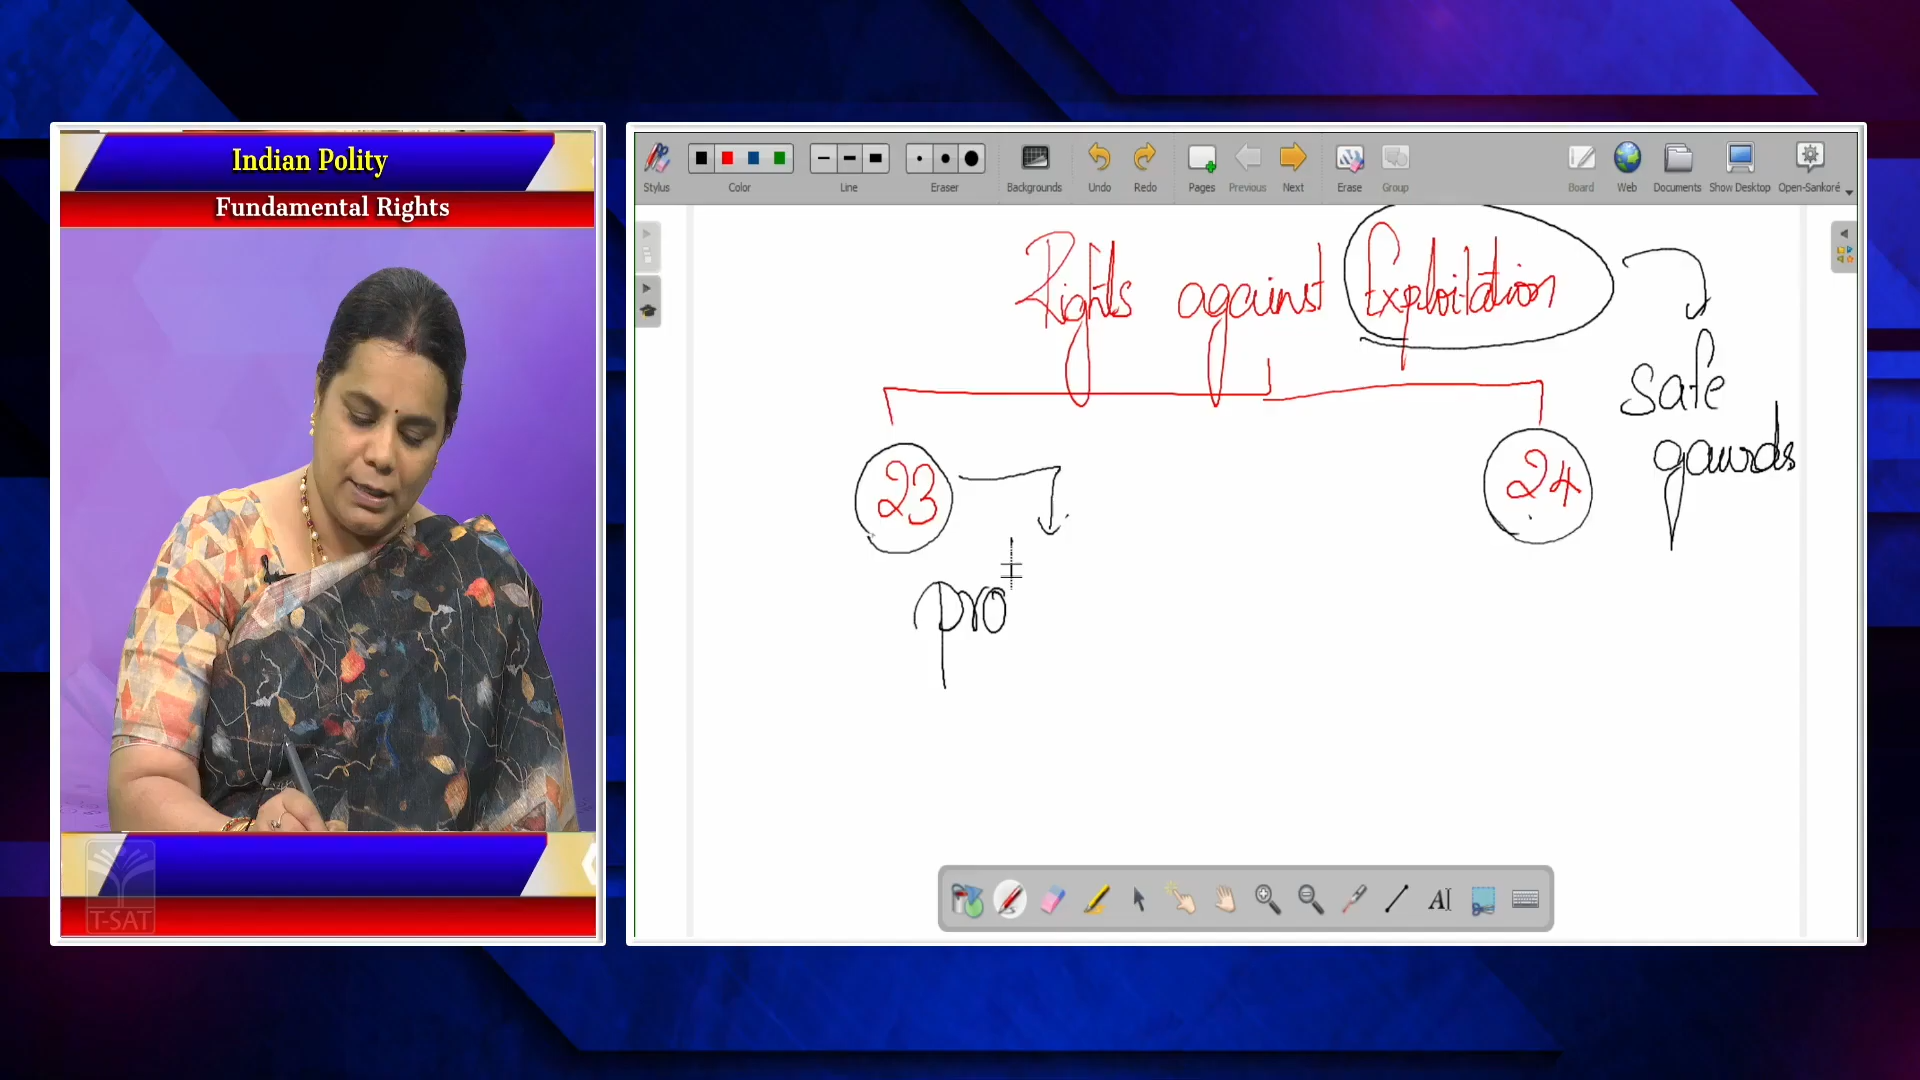 Indian Polity
Fundamental Rights
T-SAT
Stylus
Color
Line
Eraser
Backgrounds
Undo
Redo
Pages
Previous
Next
Erase
Group
Board
Web
Documents
Show Desktop
Open-Sankoré
Rights against Exploitation
safe
gaurds
23
24
pro
AI